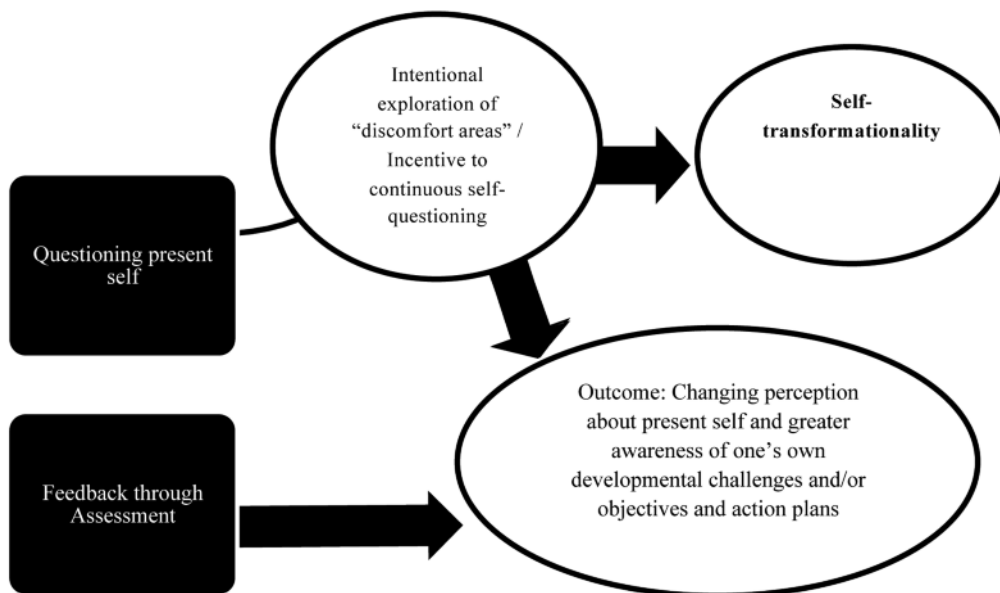 Intentional
exploration of
“discomfort areas” /
Incentive to
continuous self-
questioning
Self-
transformationality
Questioning present
self
Outcome: Changing perception
about present self and greater
awareness of one’s own
developmental challenges and/or
objectives and action plans
Feedback through
Assessment